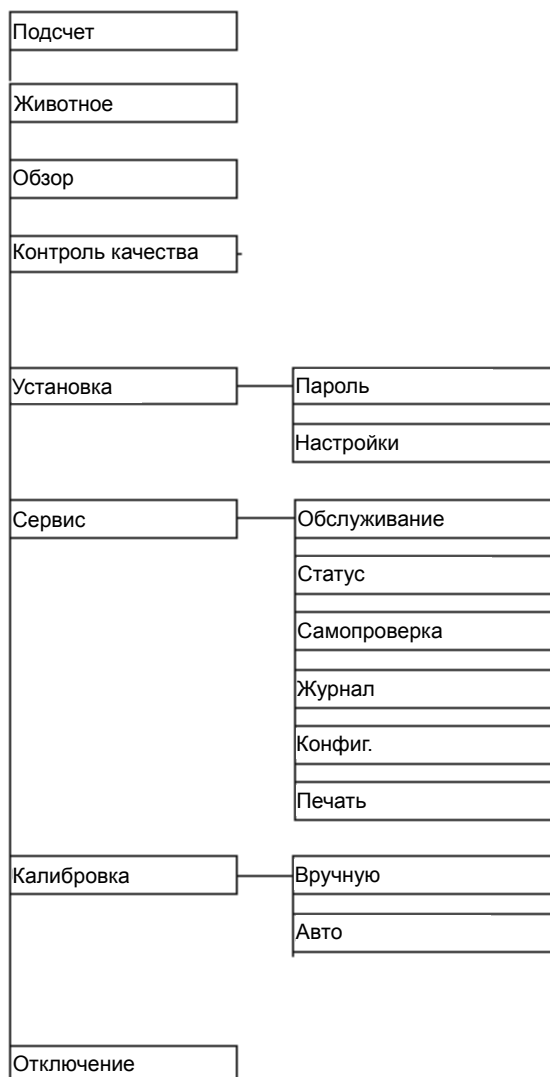 Подсчет
Животное
Обзор
Контроль качества
Установка
Пароль
Настройки
Сервис
Обслуживание
Статус
Самопроверка
Журнал
Конфиг.
Печать
Калибровка
Вручную
Авто
Отключение